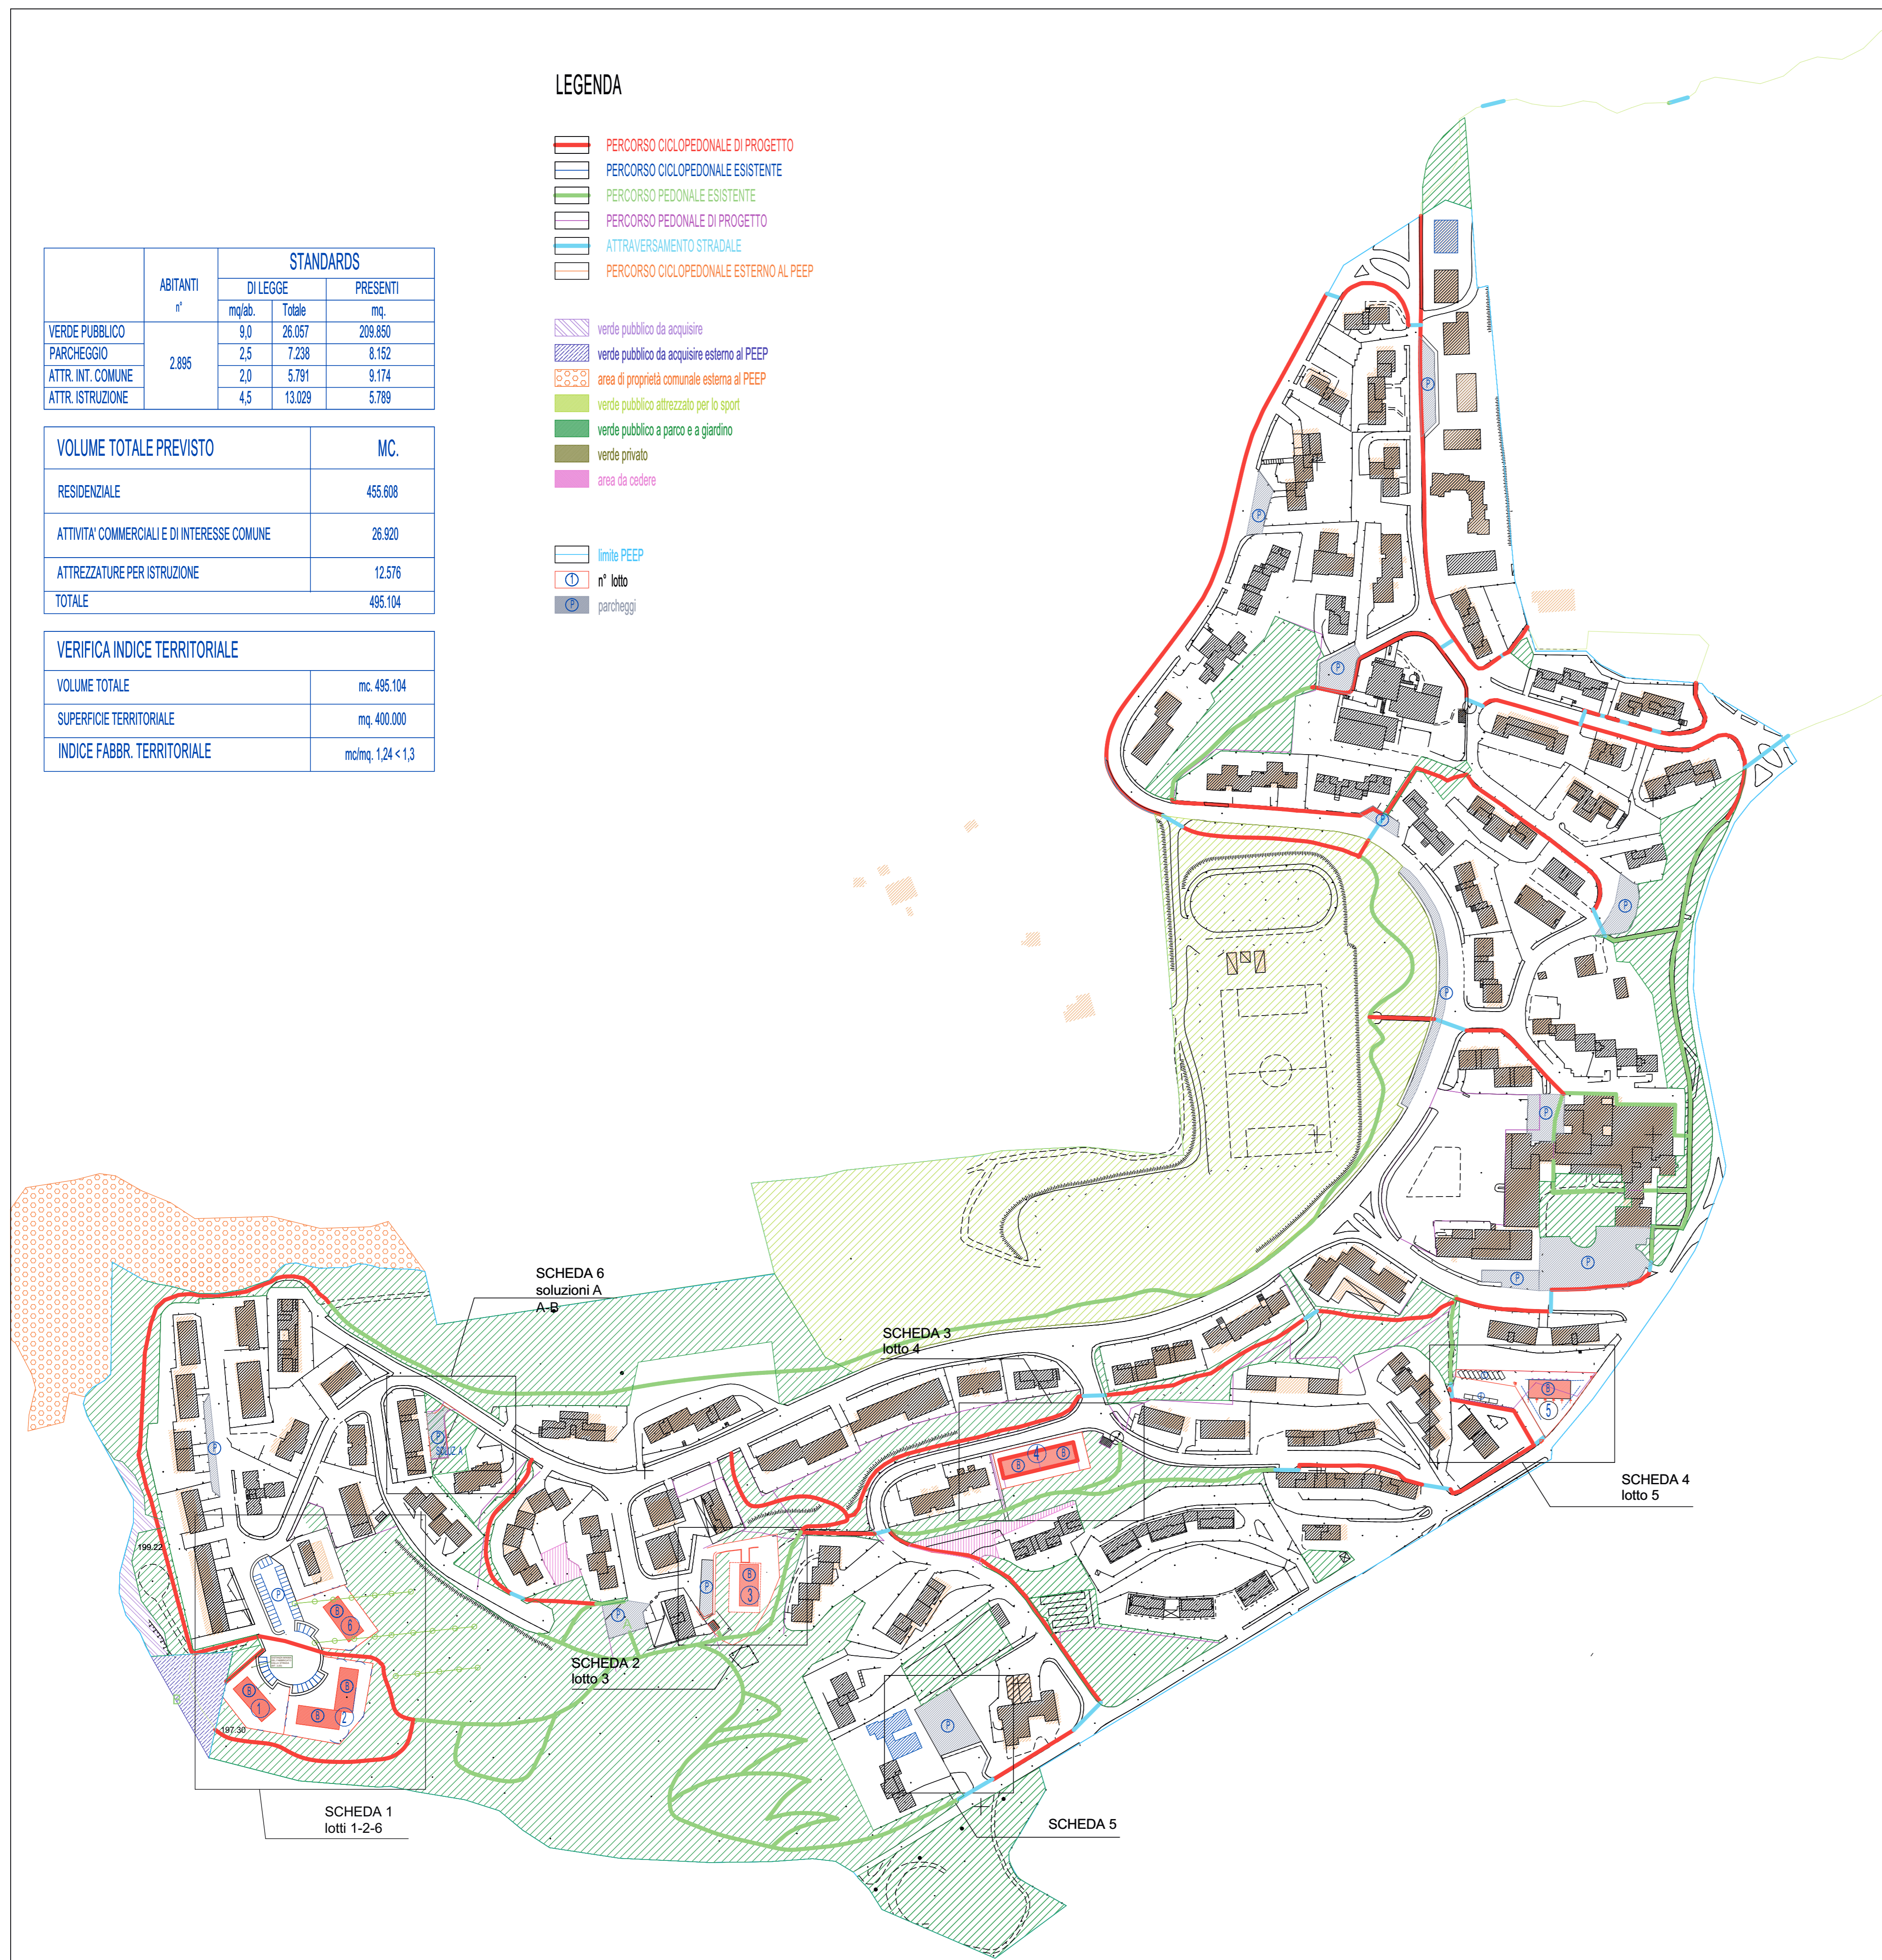 LEGENDA
PERCORSO CICLOPEDONALE DI PROGETTO
PERCORSO CICLOPEDONALE ESISTENTE
PERCORSO PEDONALE ESISTENTE
PERCORSO PEDONALE DI PROGETTO
ATTRAVERSAMENTO STRADALE
PERCORSO CICLOPEDONALE ESTERNO AL PEEP
verde pubblico da acquisire
verde pubblico da acquisire esterno al PEEP
area di proprietà comunale esterna al PEEP
verde pubblico attrezzato per lo sport
verde pubblico a parco e a giardino
verde privato
area da cedere
limite PEEP
1 n° lotto
P parcheggi
STANDARDS
ABITANTI DI LEGGE PRESENTI
n° mq/ab. Totale mq.
VERDE PUBBLICO 9,0 26.057 209.850
PARCHEGGIO 2,5 7.238 8.152
2.895
ATTR. INT. COMUNE 2,0 5.791 9.174
ATTR. ISTRUZIONE 4,5 13.029 5.789
VOLUME TOTALE PREVISTO MC.
RESIDENZIALE 455.608
ATTIVITA' COMMERCIALI E DI INTERESSE COMUNE 26.920
ATTREZZATURE PER ISTRUZIONE 12.576
TOTALE 495.104
VERIFICA INDICE TERRITORIALE
VOLUME TOTALE mc. 495.104
SUPERFICIE TERRITORIALE mq. 400.000
INDICE FABBR. TERRITORIALE mc/mq. 1,24 < 1,3
P
P
P
P
P
P
P
P
P
SCHEDA 6
soluzioni A
A-B
SCHEDA 3
lotto 4
B
5
SCHEDA 4
lotto 5
P
P
SOLUZ.A
B 4 B
199.22
P
B
6
P
P
B
3
SCHEDA 2
lotto 3
B
1
B
B 2
197.30
P
SCHEDA 1
lotti 1-2-6
SCHEDA 5